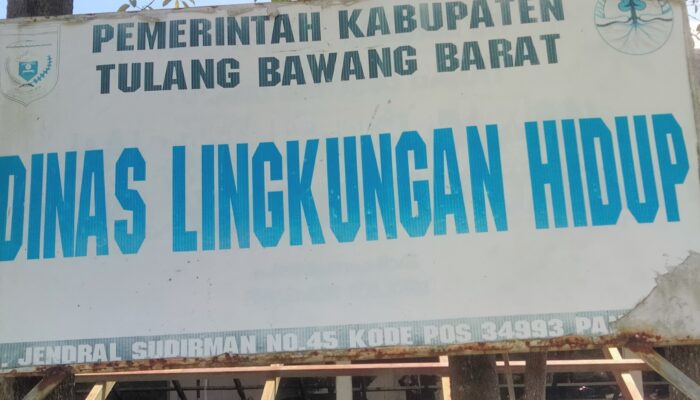 PEMERINTAH KABUPATEN
TULANG BAWANG BARAT
DINAS LINGKUNGAN HIDUP
JENDRAL SUDIRMAN NO.45 KODE POS 34993